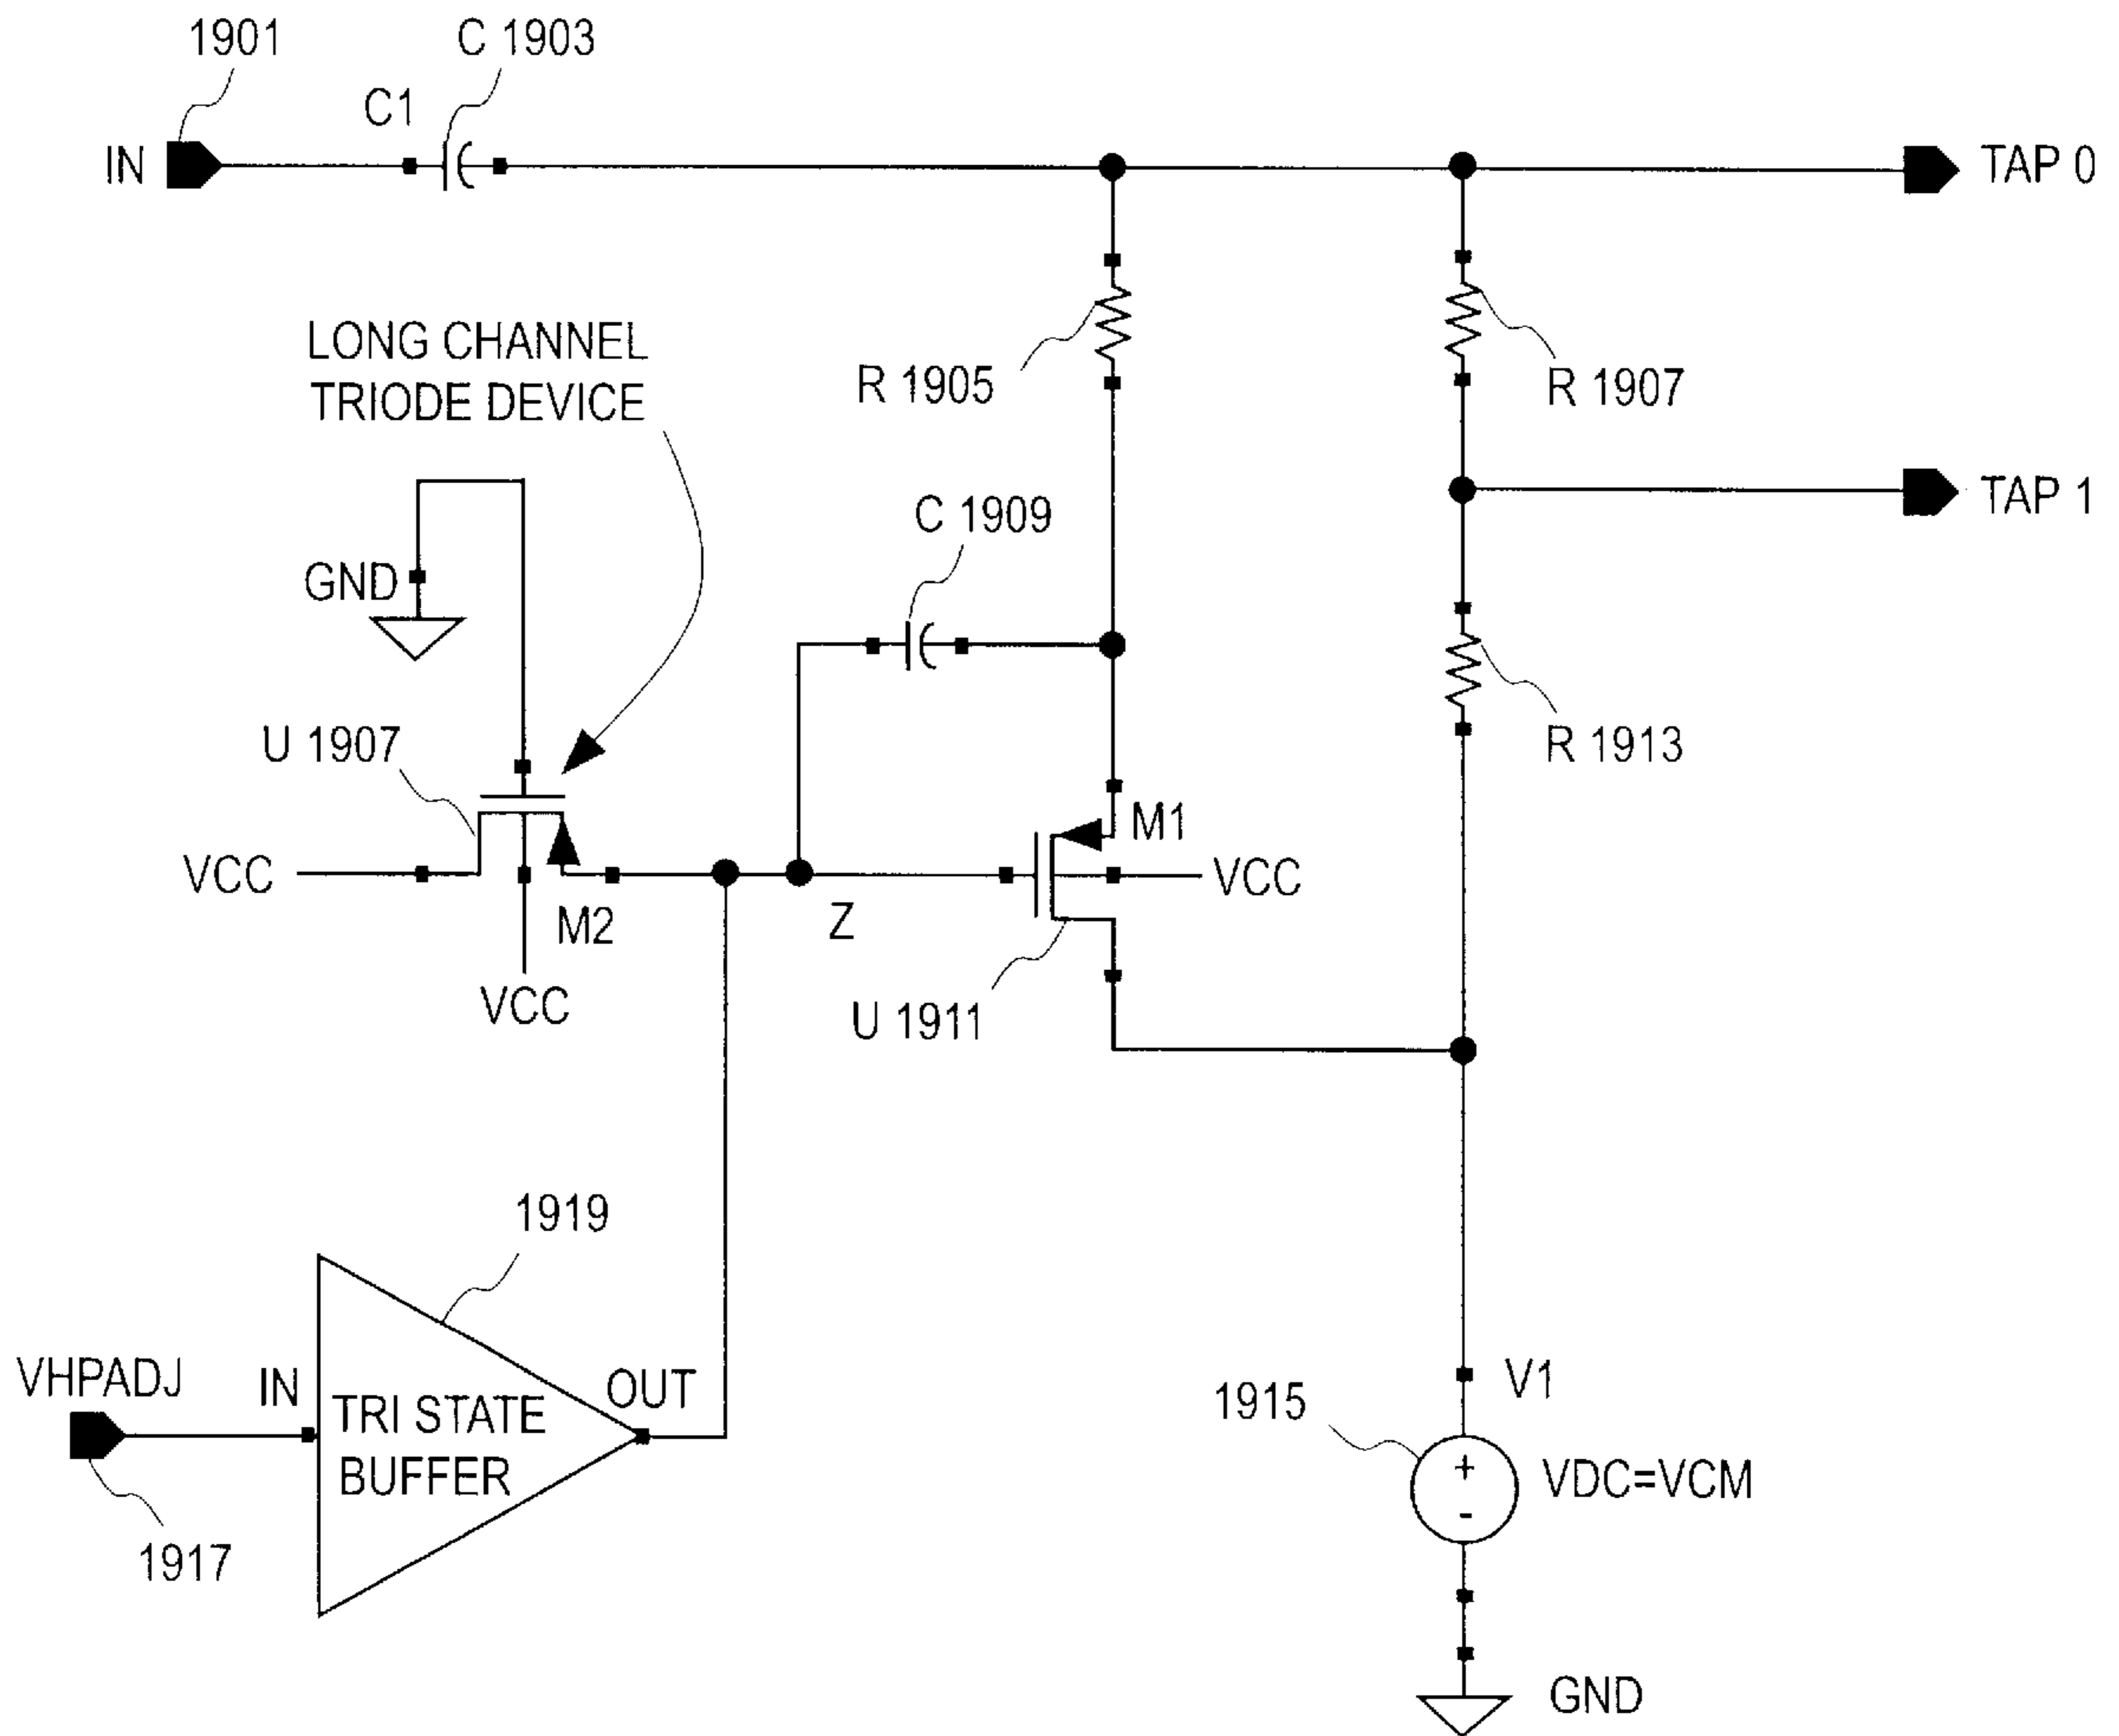 1901
C 1903
C1
IN
TAP 0
LONG CHANNEL
TRIODE DEVICE
R 1905
R 1907
TAP 1
C 1909
GND
U 1907
R 1913
M1
VCC
VCC
Z
M2
VCC
U 1911
1919
VHPADJ
IN
OUT
TRI STATE
BUFFER
1917
V1
1915
VDC=VCM
+
-
GND